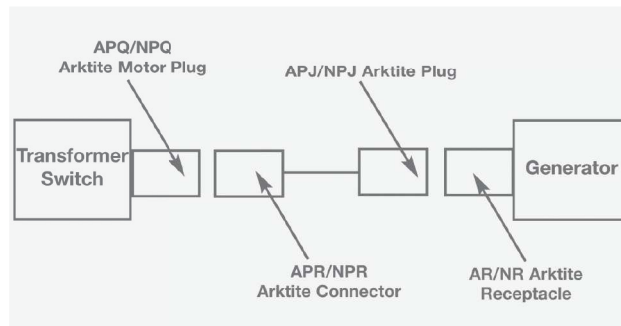 APQ/NPQ
Arktite Motor Plug
APJ/NPJ Arktite Plug
Transformer
Switch
Generator
APR/NPR
Arktite Connector
AR/NR Arktite
Receptacle